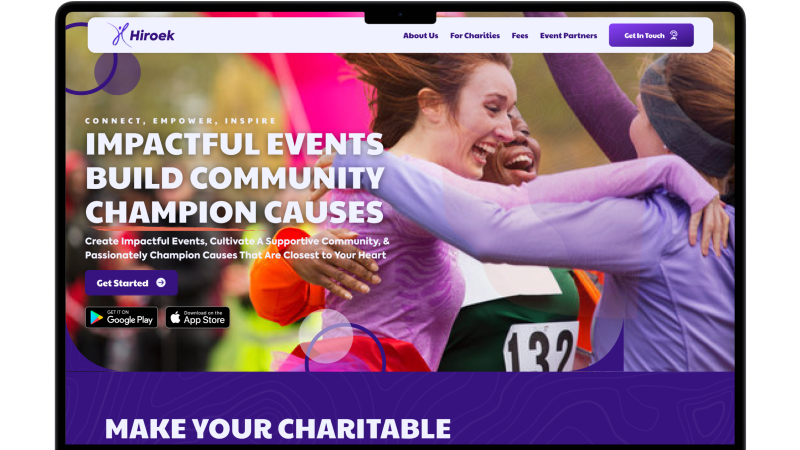 Hiroek
About Us
For Charities
Fees
Event Partners
Get In Touch
CONNECT, EMPOWER, INSPIRE
IMPACTFUL EVENTS
BUILD COMMUNITY
CHAMPION CAUSES
Create Impactful Events, Cultivate A Supportive Community, &
Passionately Champion Causes That Are Closest to Your Heart
Get Started
GET IT ON
Google Play
Download on the
App Store
132
MAKE YOUR CHARITABLE